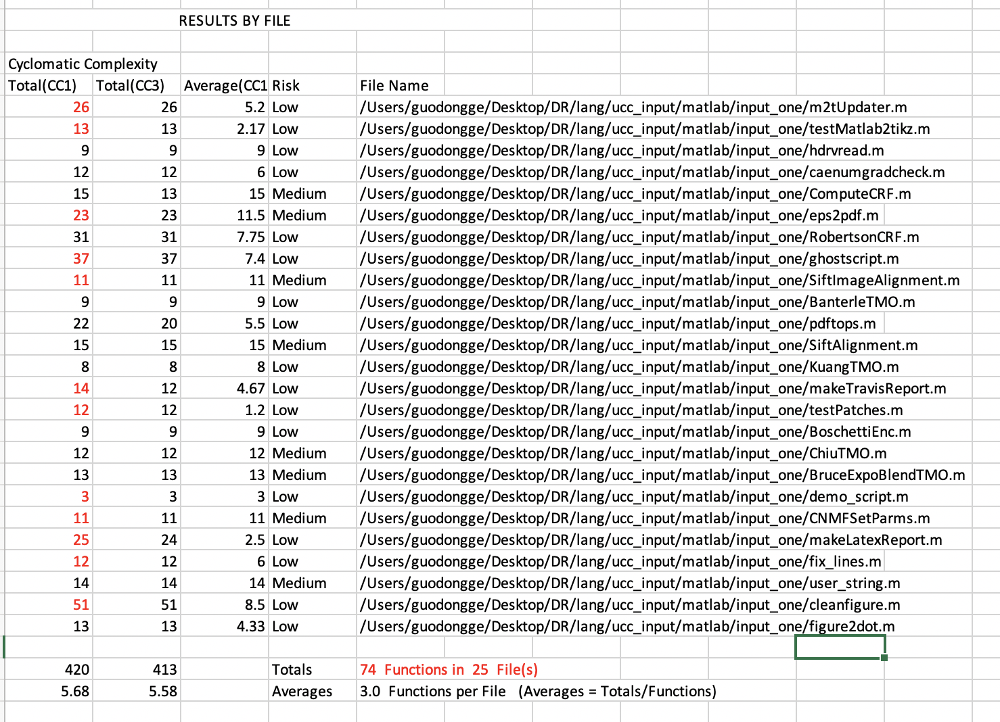 RESULTS BY FILE
Cyclomatic Complexity
Total(CC1) Total(CC3) Average(CC1 Risk File Name
26 26 5.2 Low /Users/guodongge/Desktop/DR/lang/ucc_input/matlab/input_one/m2tUpdater.m
13 13 2.17 Low /Users/guodongge/Desktop/DR/lang/ucc_input/matlab/input_one/testMatlab2tikz.m
9 9 9 Low /Users/guodongge/Desktop/DR/lang/ucc_input/matlab/input_one/hdrvread.m
12 12 6 Low /Users/guodongge/Desktop/DR/lang/ucc_input/matlab/input_one/caenumgradcheck.m
15 13 15 Medium /Users/guodongge/Desktop/DR/lang/ucc_input/matlab/input_one/ComputeCRF.m
23 23 11.5 Medium /Users/guodongge/Desktop/DR/lang/ucc_input/matlab/input_one/eps2pdf.m
31 31 7.75 Low /Users/guodongge/Desktop/DR/lang/ucc_input/matlab/input_one/RobertsonCRF.m
37 37 7.4 Low /Users/guodongge/Desktop/DR/lang/ucc_input/matlab/input_one/ghostscript.m
11 11 11 Medium /Users/guodongge/Desktop/DR/lang/ucc_input/matlab/input_one/SiftImageAlignment.m
9 9 9 Low /Users/guodongge/Desktop/DR/lang/ucc_input/matlab/input_one/BanterleTMO.m
22 20 5.5 Low /Users/guodongge/Desktop/DR/lang/ucc_input/matlab/input_one/pdftops.m
15 15 15 Medium /Users/guodongge/Desktop/DR/lang/ucc_input/matlab/input_one/SiftAlignment.m
8 8 8 Low /Users/guodongge/Desktop/DR/lang/ucc_input/matlab/input_one/KuangTMO.m
14 12 4.67 Low /Users/guodongge/Desktop/DR/lang/ucc_input/matlab/input_one/makeTravisReport.m
12 12 1.2 Low /Users/guodongge/Desktop/DR/lang/ucc_input/matlab/input_one/testPatches.m
9 9 9 Low /Users/guodongge/Desktop/DR/lang/ucc_input/matlab/input_one/BoschettiEnc.m
12 12 12 Medium /Users/guodongge/Desktop/DR/lang/ucc_input/matlab/input_one/ChiuTMO.m
13 13 13 Medium /Users/guodongge/Desktop/DR/lang/ucc_input/matlab/input_one/BruceExpoBlendTMO.m
3 3 3 Low /Users/guodongge/Desktop/DR/lang/ucc_input/matlab/input_one/demo_script.m
11 11 11 Medium /Users/guodongge/Desktop/DR/lang/ucc_input/matlab/input_one/CNMFSetParms.m
25 24 2.5 Low /Users/guodongge/Desktop/DR/lang/ucc_input/matlab/input_one/makeLatexReport.m
12 12 6 Low /Users/guodongge/Desktop/DR/lang/ucc_input/matlab/input_one/fix_lines.m
14 14 14 Medium /Users/guodongge/Desktop/DR/lang/ucc_input/matlab/input_one/user_string.m
51 51 8.5 Low /Users/guodongge/Desktop/DR/lang/ucc_input/matlab/input_one/cleanfigure.m
13 13 4.33 Low /Users/guodongge/Desktop/DR/lang/ucc_input/matlab/input_one/figure2dot.m
420 413 Totals 74 Functions in 25 File(s)
5.68 5.58 Averages 3.0 Functions per File (Averages = Totals/Functions)